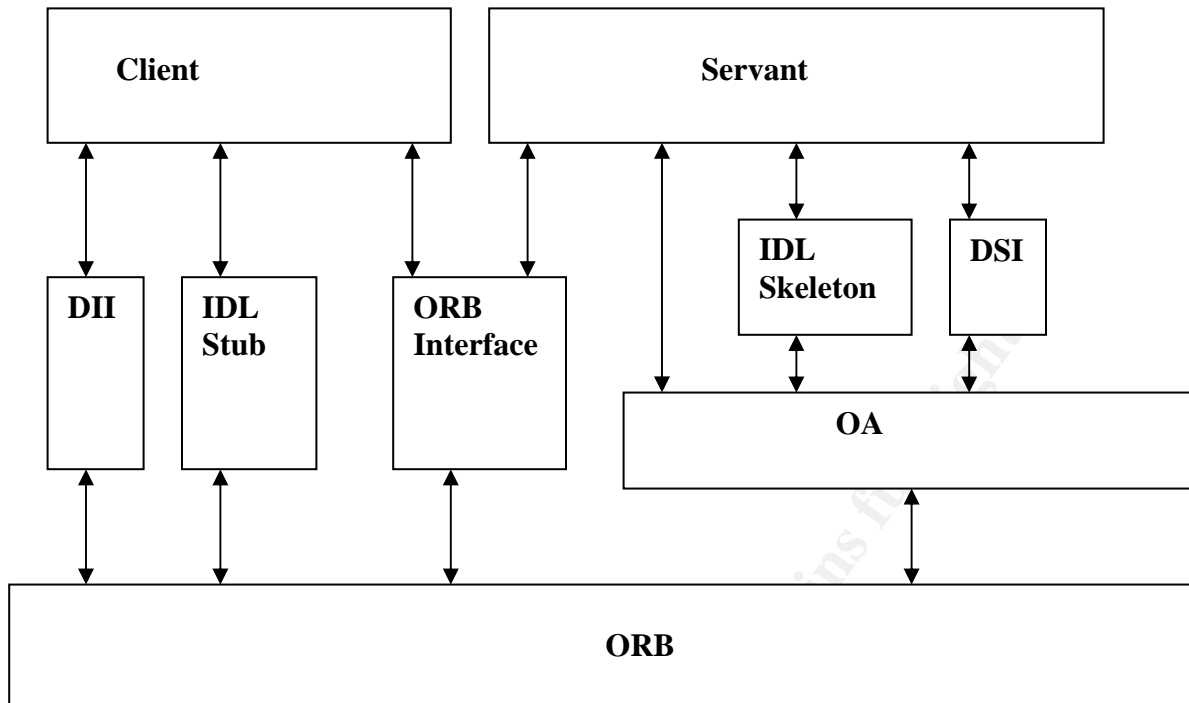 Client
Servant
DII
IDL
Stub
ORB
Interface
IDL
Skeleton
DSI
OA
ORB